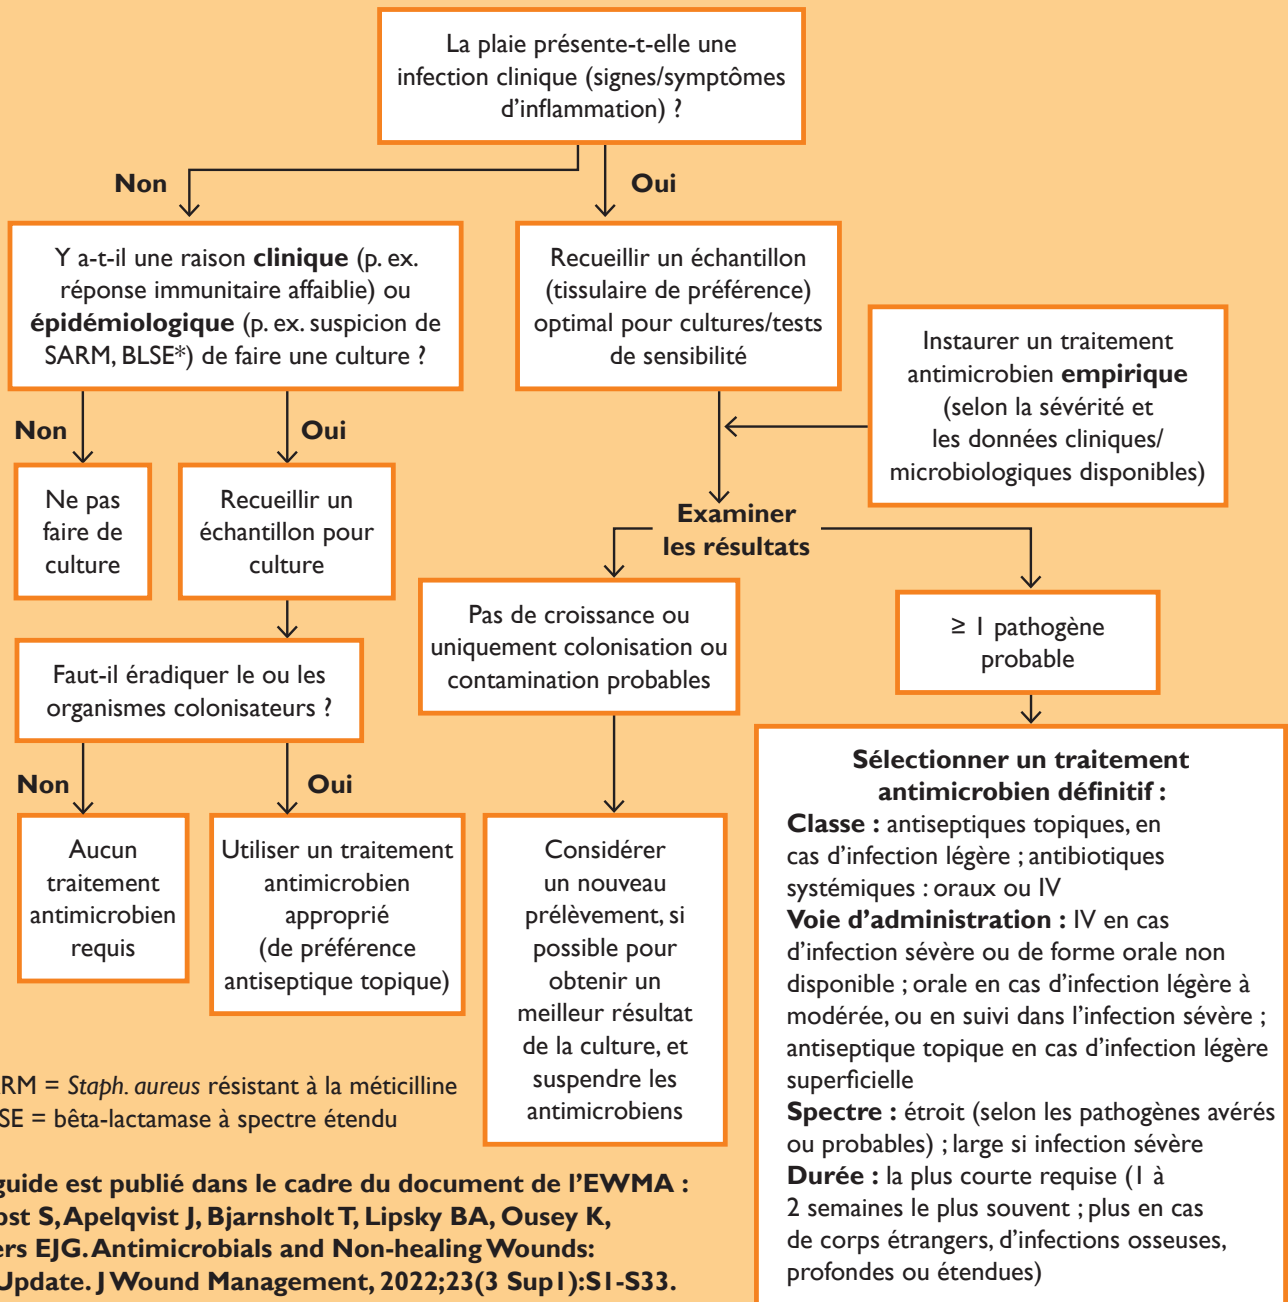 La plaie présente-t-elle une
infection clinique (signes/symptômes
d'inflammation) ?
Non
Oui
Y a-t-il une raison clinique (p. ex.
réponse immunitaire affaiblie) ou
épidémiologique (p. ex. suspicion de
SARM, BLSE*) de faire une culture ?
Recueillir un échantillon
(tissulaire de préférence)
optimal pour cultures/tests
de sensibilité
Instaurer un traitement
antimicrobien empirique
(selon la sévérité et
les données cliniques/
microbiologiques disponibles)
Non
Oui
Ne pas
faire de
culture
Recueillir un
échantillon pour
culture
Examiner
les résultats
Pas de croissance ou
uniquement colonisation ou
contamination probables
≥ 1 pathogène
probable
Faut-il éradiquer le ou les
organismes colonisateurs ?
Non
Oui
Aucun
traitement
antimicrobien
requis
Utiliser un traitement
antimicrobien
approprié
(de préférence
antiseptique topique)
Considérer
un nouveau
prélèvement, si
possible pour
obtenir un
meilleur résultat
de la culture, et
suspendre les
antimicrobiens
Sélectionner un traitement
antimicrobien définitif :
Classe : antiseptiques topiques, en
cas d'infection légère ; antibiotiques
systémiques : oraux ou IV
Voie d'administration : IV en cas
d'infection sévère ou de forme orale non
disponible ; orale en cas d'infection légère à
modérée, ou en suivi dans l'infection sévère ;
antiseptique topique en cas d'infection légère
superficielle
Spectre : étroit (selon les pathogènes avérés
ou probables) ; large si infection sévère
Durée : la plus courte requise (1 à
2 semaines le plus souvent ; plus en cas
de corps étrangers, d'infections osseuses,
profondes ou étendues)
RM = Staph. aureus résistant à la méticilline
SE = bêta-lactamase à spectre étendu
guide est publié dans le cadre du document de l'EWMA :
ost S, Apelqvist J, Bjarnsholt T, Lipsky BA, Ousey K,
ers EJG. Antimicrobials and Non-healing Wounds:
Update. J Wound Management, 2022;23(3 Sup1):S1-S33.